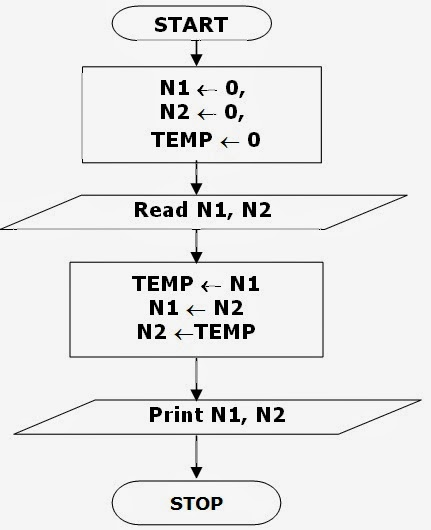 START
N1 ← 0,
N2 ← 0,
TEMP ← 0
Read N1, N2
TEMP ← N1
N1 ← N2
N2 ←TEMP
Print N1, N2
STOP